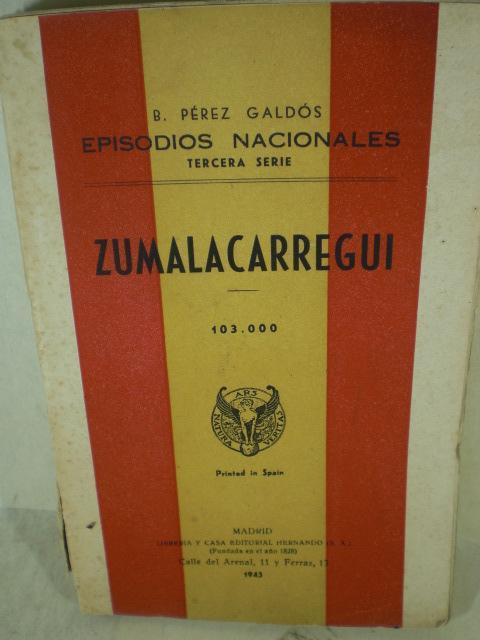 B. PÉREZ GALDÓS
EPISODIOS NACIONALES
TERCERA SERIE
ZUMALACARREGUI
103.000
ARS
NATURA
VERITAS
Printed in Spain
MADRID
LIBRERÍA Y CASA EDITORIAL HERNANDO (S. A.)
(Fundada en el año 1828)
Calle del Arenal, 11 y Ferraz, 13
1943